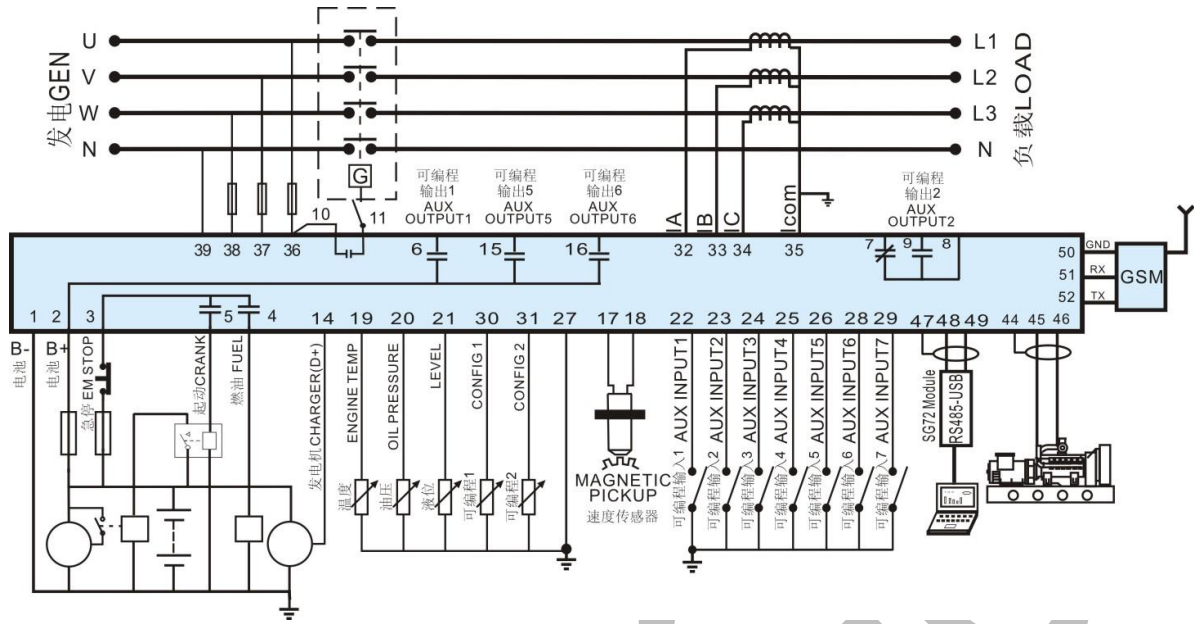 发电GEN
U
V
W
N
L1
L2
L3
N
负载LOAD
G
10
11
可编程
输出1
AUX
OUTPUT1
可编程
输出5
AUX
OUTPUT5
可编程
输出6
AUX
OUTPUT6
IA
IB
IC
Icom
可编程
输出2
AUX
OUTPUT2
39
38
37
36
6
15
16
32
33
34
35
7
9
8
50
51
52
GND
RX
TX
GSM
1
2
3
5
4
14
19
20
21
30
31
27
17
18
22
23
24
25
26
28
29
47
48
49
44
45
46
B-
电池
B+
电池
急停 EM STOP
起动CRANK
燃油 FUEL
发电机CHARGER(D+)
ENGINE TEMP
温度
OIL PRESSURE
油压
LEVEL
液位
CONFIG 1
可编程1
CONFIG 2
可编程2
MAGNETIC
PICKUP
速度传感器
可编程输入1 AUX INPUT1
可编程输入2 AUX INPUT2
可编程输入3 AUX INPUT3
可编程输入4 AUX INPUT4
可编程输入5 AUX INPUT5
可编程输入6 AUX INPUT6
可编程输入7 AUX INPUT7
SG72 Module
RS485-USB